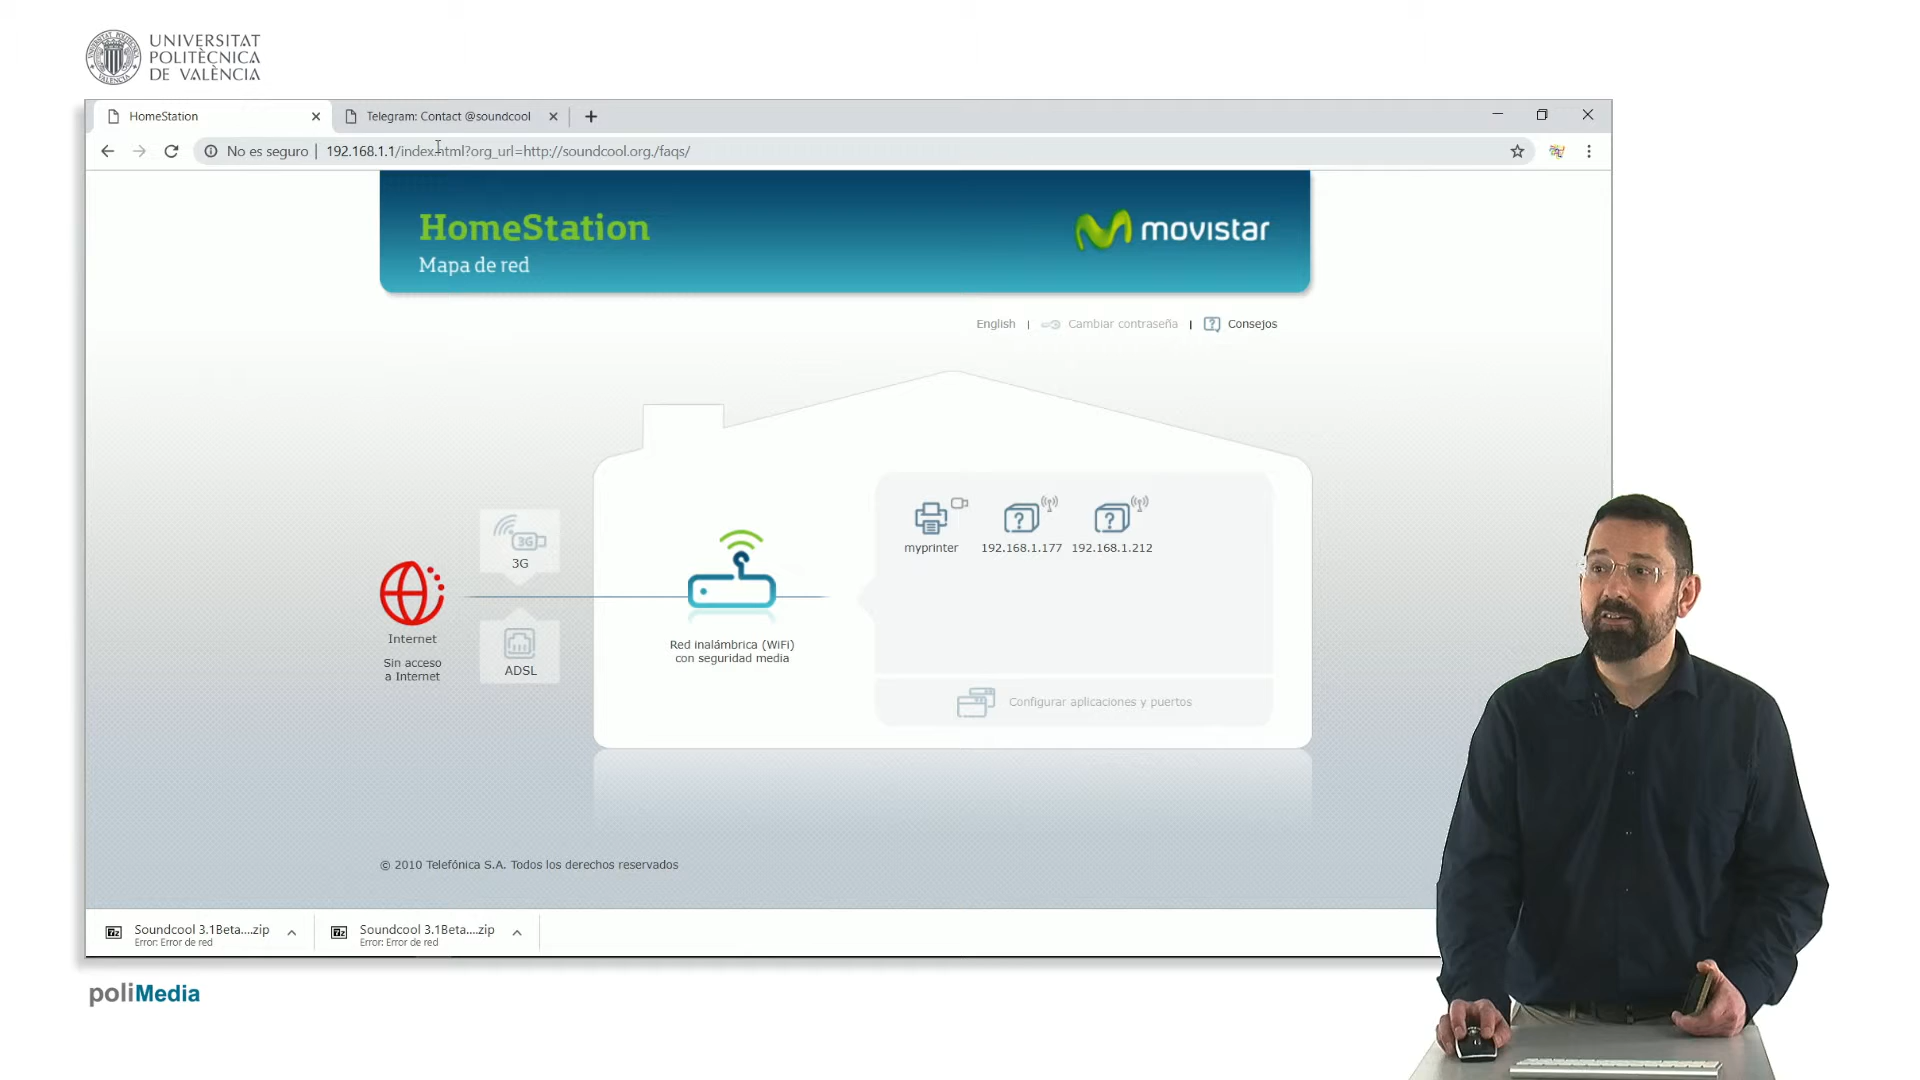 UNIVERSITAT
POLITÈCNICA
DE VALÈNCIA
HomeStation
Telegram: Contact @soundcool
No es seguro | 192.168.1.1/index.html?org_url=http://soundcool.org./faqs/
HomeStation
Mapa de red
movistar
English | Cambiar contraseña | Consejos
3G
3G
myprinter
192.168.1.177
192.168.1.212
Internet
Sin acceso
a Internet
ADSL
Red inalámbrica (WiFi)
con seguridad media
Configurar aplicaciones y puertos
© 2010 Telefónica S.A. Todos los derechos reservados
7z
Soundcool 3.1Beta....zip
Error: Error de red
7z
Soundcool 3.1Beta....zip
Error: Error de red
poliMedia